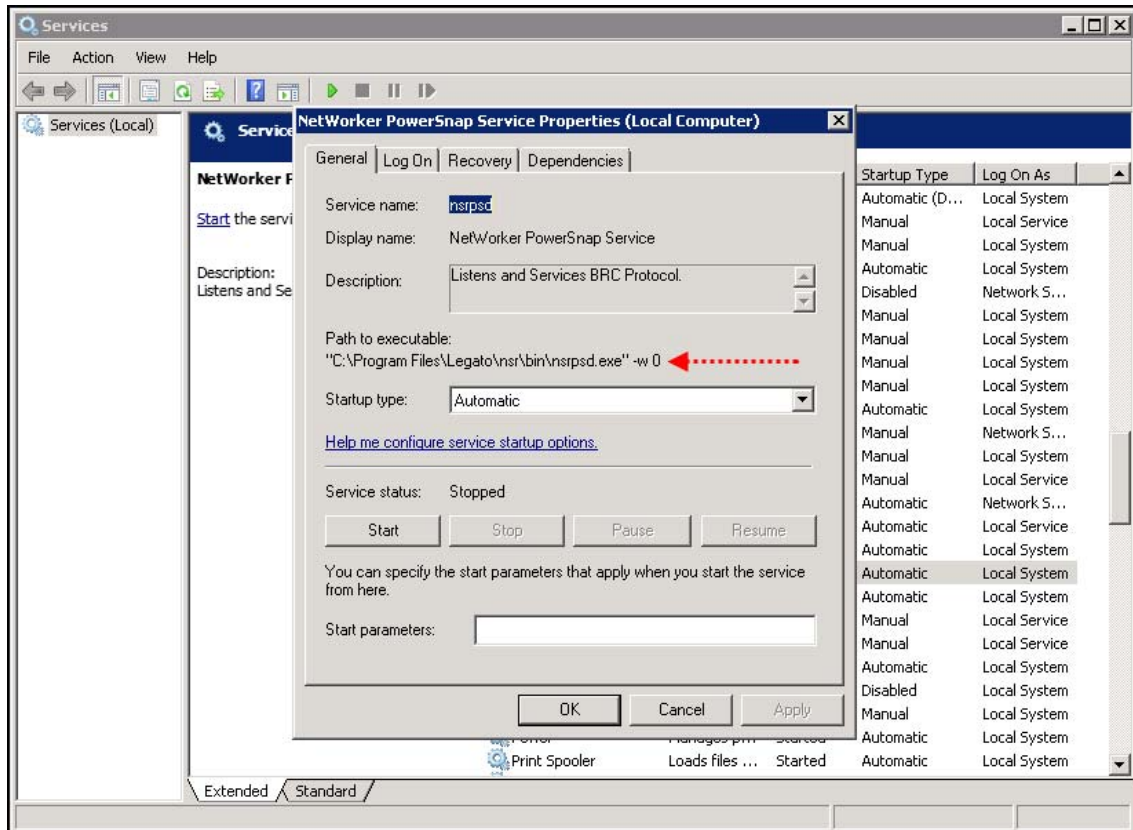 Services
File Action View Help
Services (Local)
Service
NetWorker P
Start the servi
Description:
Listens and Se
NetWorker PowerSnap Service Properties (Local Computer)
General Log On Recovery Dependencies
Service name: nsrpsd
Display name: NetWorker PowerSnap Service
Description: Listens and Services BRC Protocol.
Path to executable:
"C:\Program Files\Legato\nsr\bin\nsrpsd.exe" -w 0
Startup type: Automatic
Help me configure service startup options.
Service status: Stopped
Start Stop Pause Resume
You can specify the start parameters that apply when you start the service
from here.
Start parameters:
OK Cancel Apply
Startup Type Log On As
Automatic (D... Local System
Manual Local Service
Manual Local System
Automatic Local System
Disabled Network S...
Manual Local System
Manual Local System
Manual Local System
Manual Local System
Automatic Local System
Manual Network S...
Manual Local System
Manual Local Service
Automatic Network S...
Automatic Local Service
Automatic Local System
Automatic Local System
Automatic Local System
Manual Local Service
Manual Local Service
Automatic Local System
Disabled Local System
Manual Local System
Automatic Local System
Print Spooler Loads files ... Started Automatic Local System
Extended Standard